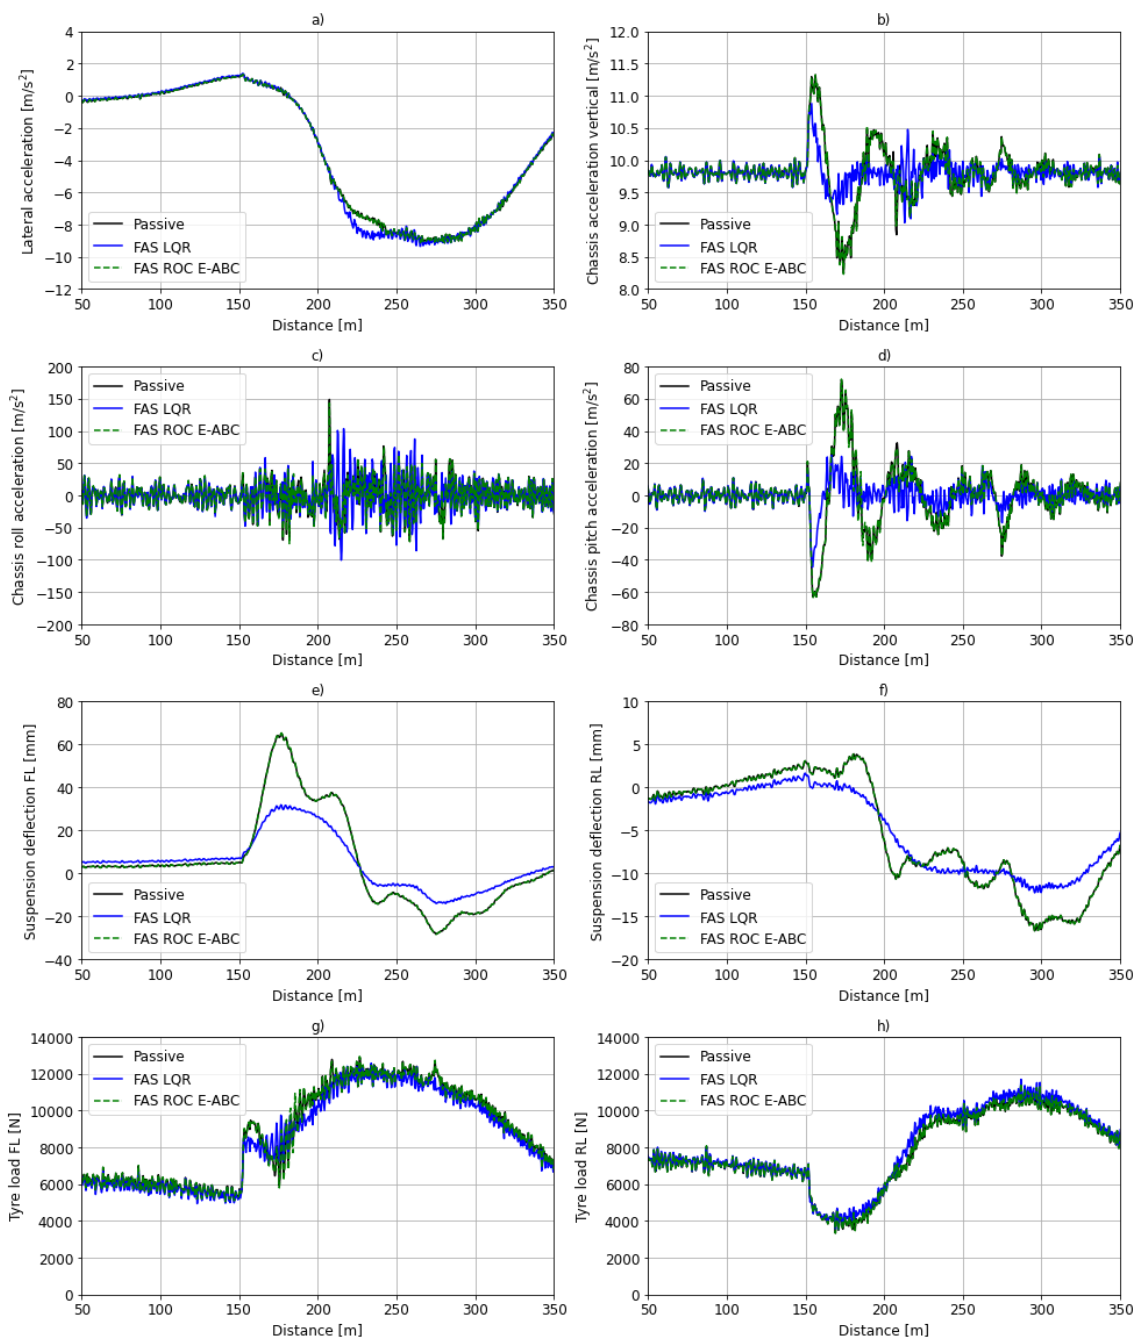 a)
4
2
0
−2
−4
−6
−8
−10
−12
Lateral acceleration [m/s²]
Passive
FAS LQR
FAS ROC E-ABC
50 100 150 200 250 300 350
Distance [m]
b)
12.0
11.5
11.0
10.5
10.0
9.5
9.0
8.5
8.0
Chassis acceleration vertical [m/s²]
Passive
FAS LQR
FAS ROC E-ABC
50 100 150 200 250 300 350
Distance [m]
c)
200
150
100
50
0
−50
−100
−150
−200
Chassis roll acceleration [m/s²]
Passive
FAS LQR
FAS ROC E-ABC
50 100 150 200 250 300 350
Distance [m]
d)
80
60
40
20
0
−20
−40
−60
−80
Chassis pitch acceleration [m/s²]
Passive
FAS LQR
FAS ROC E-ABC
50 100 150 200 250 300 350
Distance [m]
e)
80
60
40
20
0
−20
−40
Suspension deflection FL [mm]
Passive
FAS LQR
FAS ROC E-ABC
50 100 150 200 250 300 350
Distance [m]
f)
10
5
0
−5
−10
−15
−20
Suspension deflection RL [mm]
Passive
FAS LQR
FAS ROC E-ABC
50 100 150 200 250 300 350
Distance [m]
g)
14000
12000
10000
8000
6000
4000
2000
0
Tyre load FL [N]
Passive
FAS LQR
FAS ROC E-ABC
50 100 150 200 250 300 350
Distance [m]
h)
14000
12000
10000
8000
6000
4000
2000
0
Tyre load RL [N]
Passive
FAS LQR
FAS ROC E-ABC
50 100 150 200 250 300 350
Distance [m]